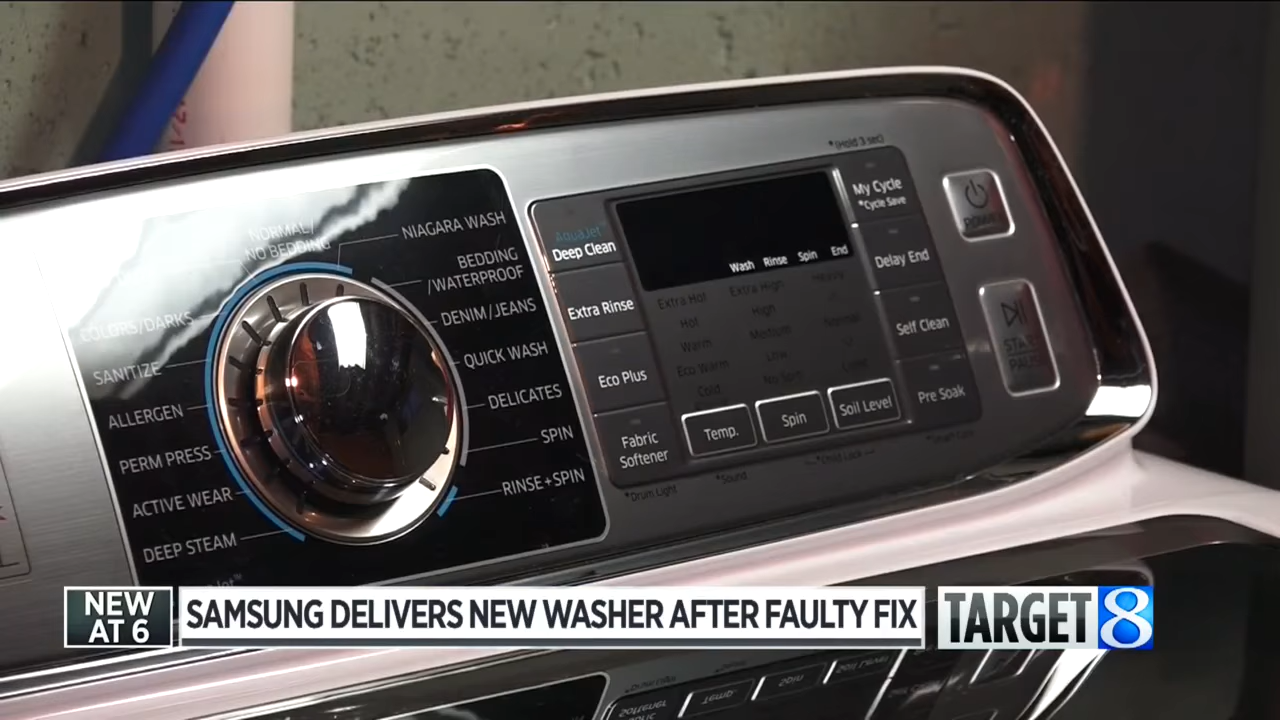 *(Hold 3 sec)
NORMAL/
NO BEDDING
COLORS/DARKS
SANITIZE
ALLERGEN
PERM PRESS
ACTIVE WEAR
DEEP STEAM
NIAGARA WASH
BEDDING
/WATERPROOF
DENIM/JEANS
QUICK WASH
DELICATES
SPIN
RINSE+SPIN
AquaJet™
Deep Clean
Extra Rinse
Eco Plus
Fabric
Softener
*Drum Light
Wash Rinse Spin End
Extra Hot Extra High Heavy
Hot High
Warm Medium Normal
Eco Warm Low
Cold No Spin Light
Temp. Spin Soil Level
*Sound
*Child Lock
My Cycle
*Cycle Save
Delay End
Self Clean
Pre Soak
*Smart Care
POWER
START
PAUSE
NEW
AT 6
SAMSUNG DELIVERS NEW WASHER AFTER FAULTY FIX
TARGET 8